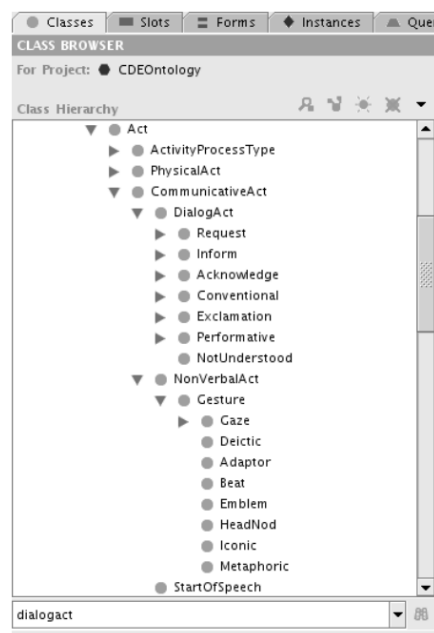 Classes Slots Forms Instances Que
CLASS BROWSER
For Project: CDEOntology
Class Hierarchy
Act
ActivityProcessType
PhysicalAct
CommunicativeAct
DialogAct
Request
Inform
Acknowledge
Conventional
Exclamation
Performative
NotUnderstood
NonVerbalAct
Gesture
Gaze
Deictic
Adaptor
Beat
Emblem
HeadNod
Iconic
Metaphoric
StartOfSpeech
dialogact